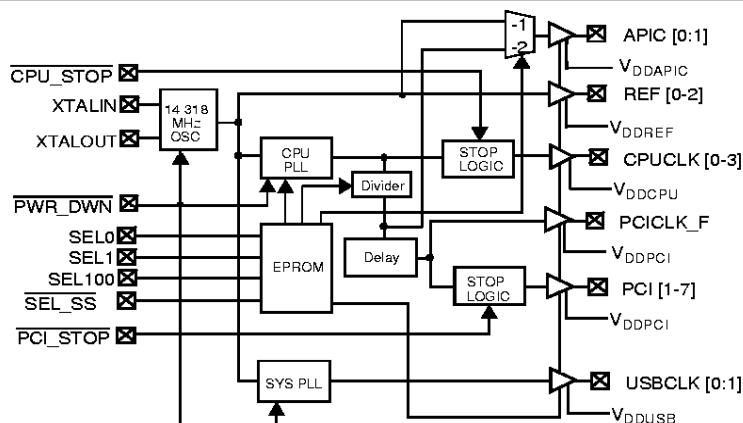 -1
APIC [0:1]
-2
CPU_STOP
VDDAPIC
XTALIN
14 318
MHz
OSC
REF [0-2]
XTALOUT
VDDREF
CPU
PLL
STOP
LOGIC
CPUCLK [0-3]
Divider
VDDCPU
PWR_DWN
SEL0
PCICLK_F
SEL1
EPROM
Delay
VDDPCI
SEL100
STOP
LOGIC
PCI [1-7]
SEL_SS
VDDPCI
PCI_STOP
SYS PLL
USBCLK [0:1]
VDDUSB